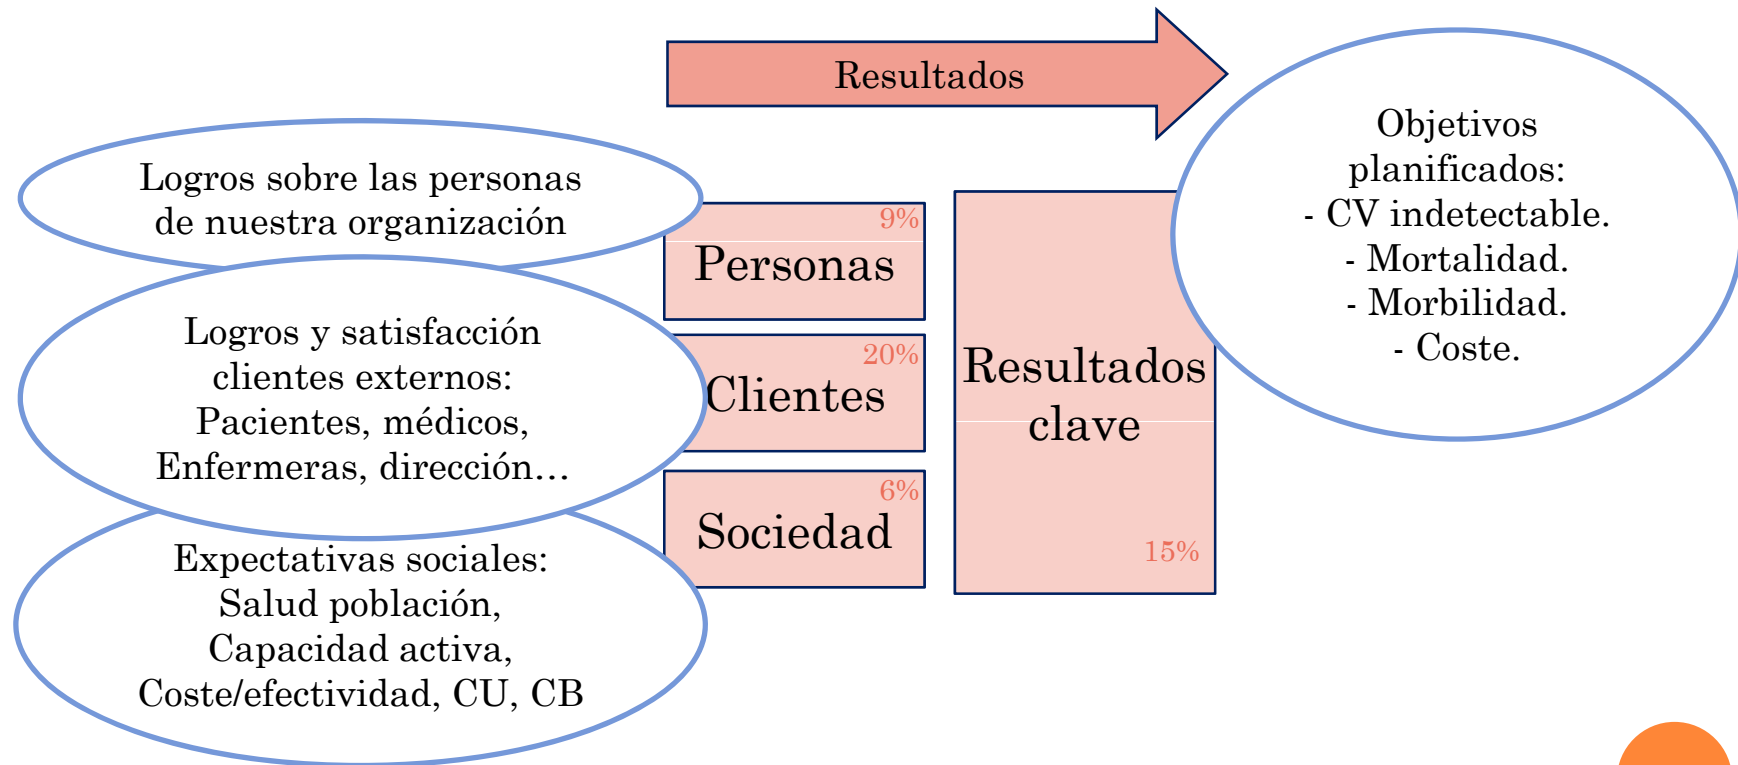 Resultados
Logros sobre las personas
de nuestra organización
Logros y satisfacción
clientes externos:
Pacientes, médicos,
Enfermeras, dirección...
Expectativas sociales:
Salud población,
Capacidad activa,
Coste/efectividad, CU, CB
9%
Personas
20%
Clientes
6%
Sociedad
Resultados
clave
15%
Objetivos
planificados:
- CV indetectable.
- Mortalidad.
- Morbilidad.
- Coste.